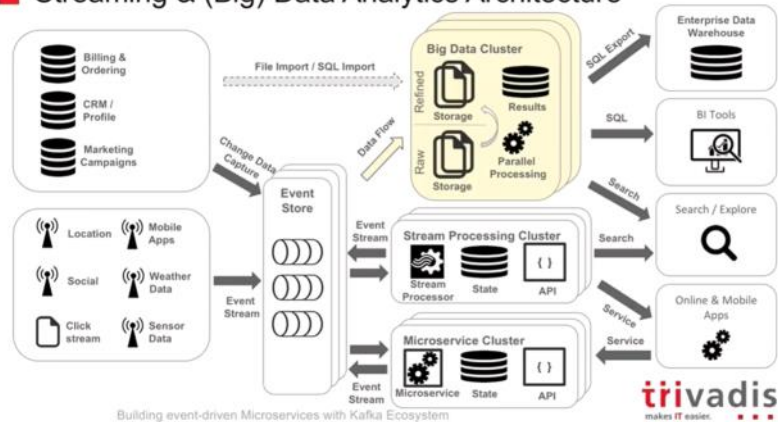 Streaming & (Big) Data Analytics Architecture
Billing &
Ordering
CRM /
Profile
Marketing
Campaigns
File Import / SQL Import
Change Data
Capture
Data Flow
Big Data Cluster
Refined
Storage
Results
Raw
Storage
Parallel
Processing
SQL Export
Enterprise Data
Warehouse
SQL
BI Tools
Search
Search / Explore
Location
Mobile
Apps
Social
Weather
Data
Click
stream
Sensor
Data
Event
Stream
Event
Store
Event
Stream
Stream Processing Cluster
Stream
Processor
State
{ }
API
Search
Service
Online & Mobile
Apps
Service
Microservice Cluster
Microservice
State
{ }
API
Event
Stream
Building event-driven Microservices with Kafka Ecosystem
trivadis
makes IT easier.